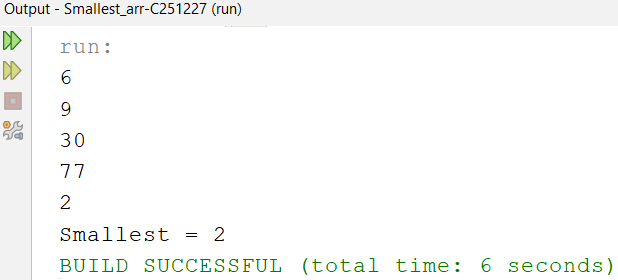 Output - Smallest_arr-C251227 (run)
run:
6
9
30
77
2
Smallest = 2
BUILD SUCCESSFUL (total time: 6 seconds)